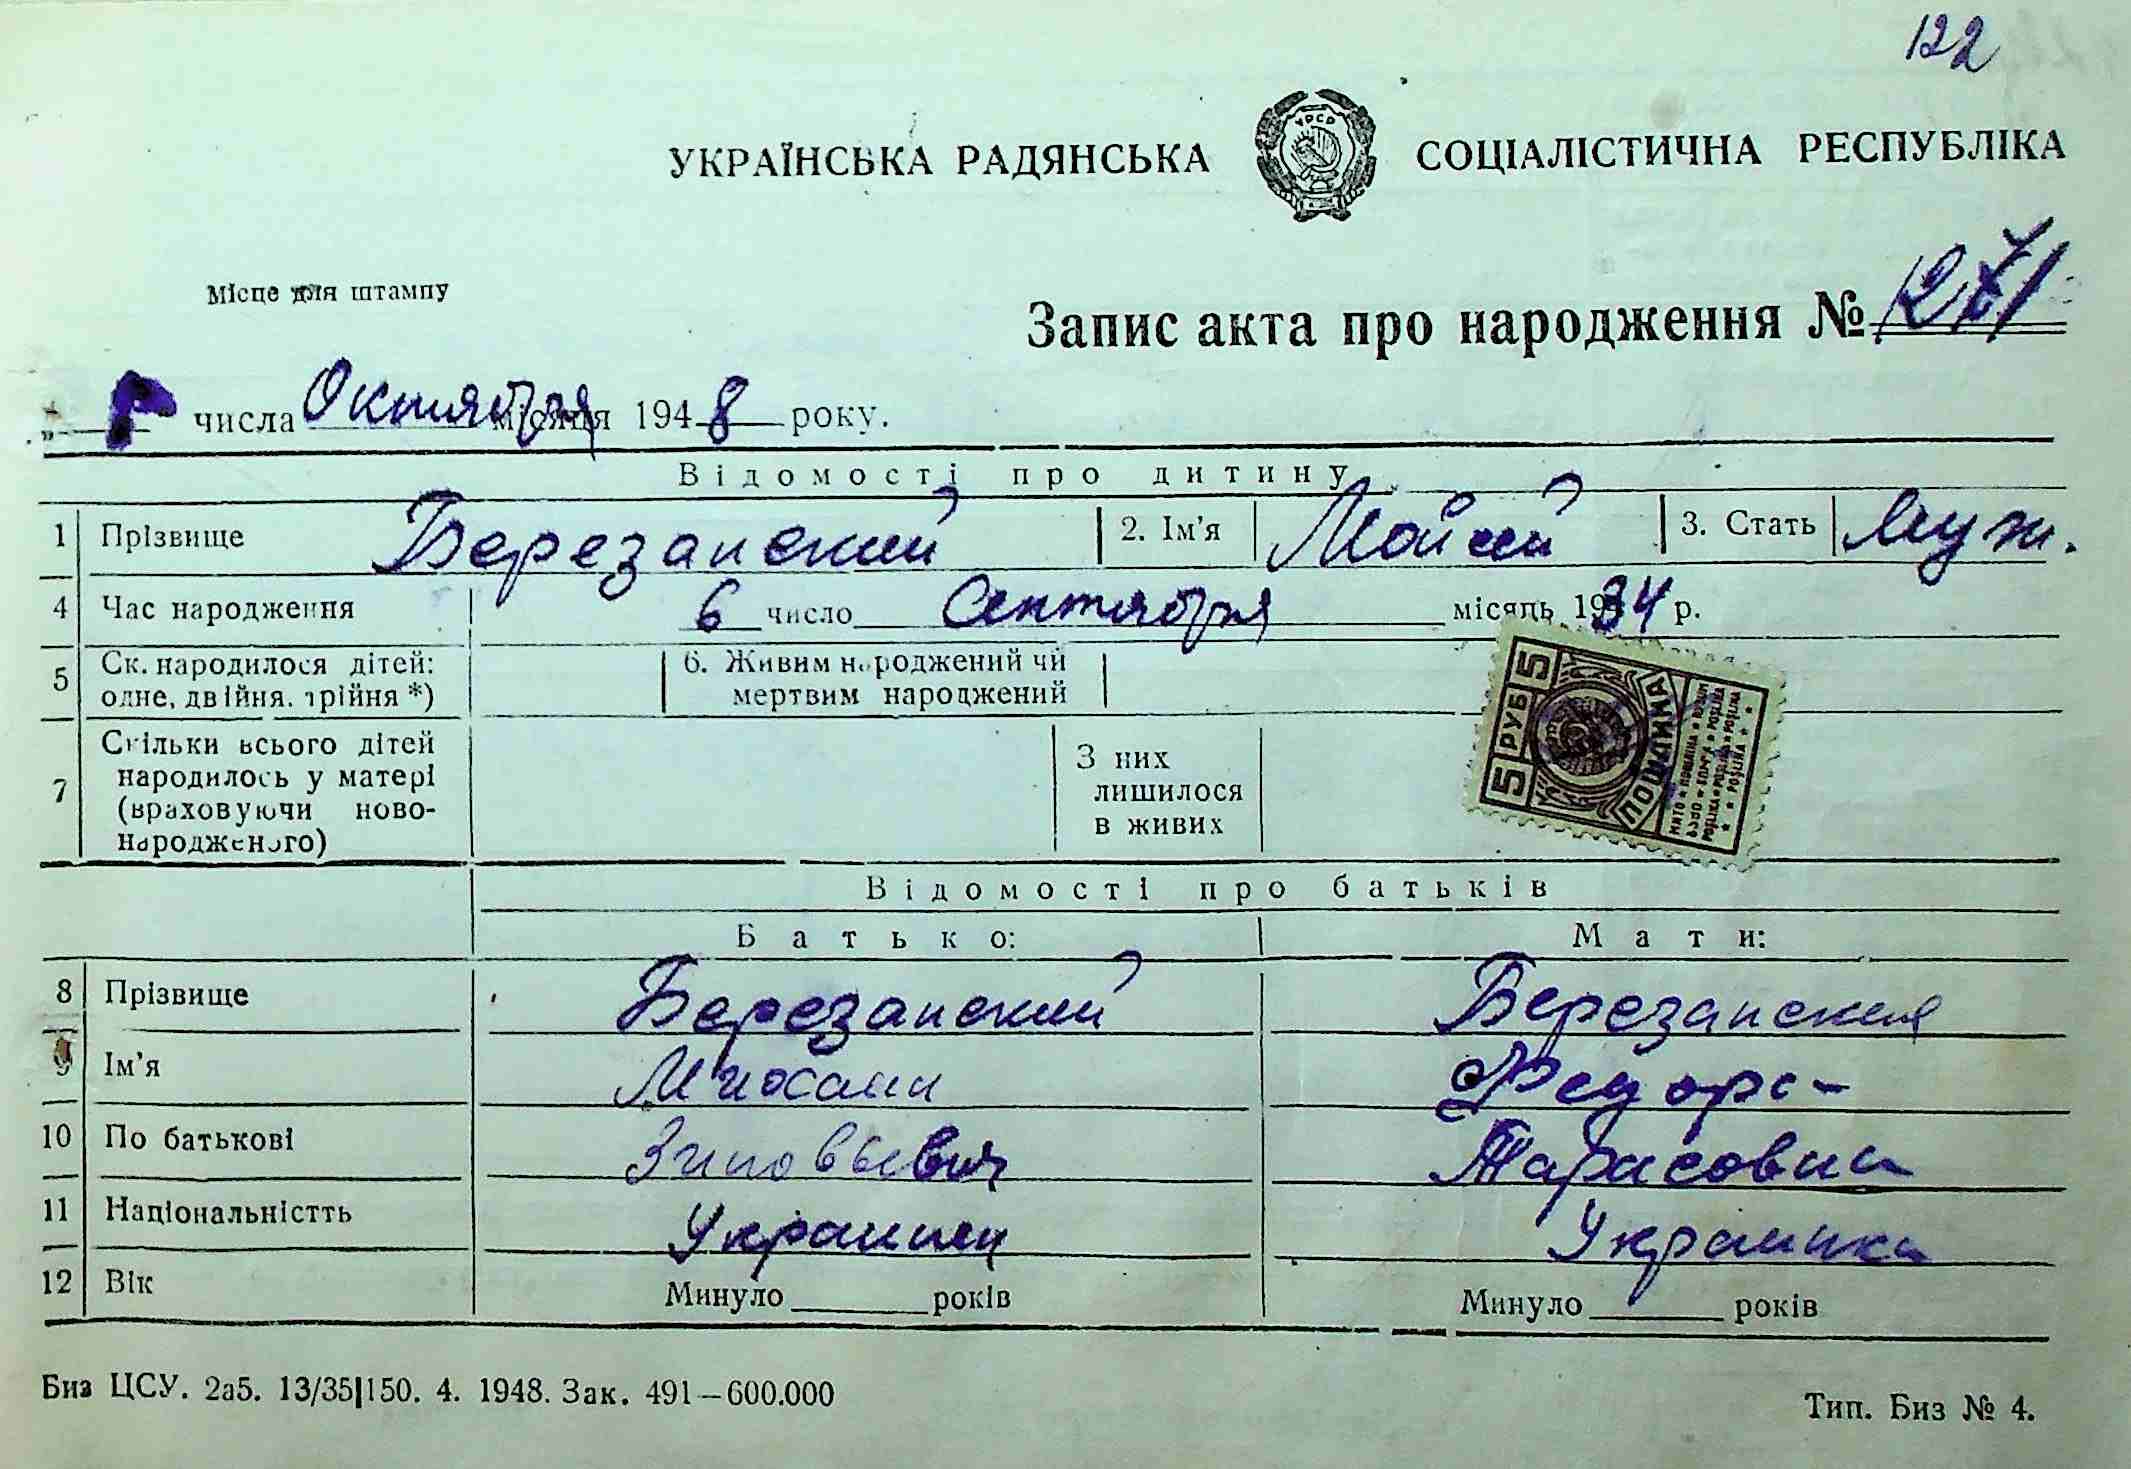 122
УКРАЇНСЬКА РАДЯНСЬКА СОЦІАЛІСТИЧНА РЕСПУБЛІКА
УРСР
Місце для штампу
Запис акта про народження №
числа Октября місяця 1948 року.
Відомості про дитину
1 Прізвище Березанский 2. Ім'я Мойсей 3. Стать Муж.
4 Час народження 6 число Сентября місяць 1934 р.
5 Ск. народилося дітей: одне, двійня, трійня *) 6. Живим народжений чи мертвим народжений
7 Скільки всього дітей народилось у матері (враховуючи новонародженого) З них лишилося в живих
5 РУБ 5
ПОШЛИНА
Відомості про батьків
Батько: Мати:
8 Прізвище Березанский Березанская
9 Ім'я Федора
10 По батькові Зиновьевич Тарасовна
11 Національністть Украинец Украинка
12 Вік Минуло років Минуло років
Биз ЦСУ. 2а5. 13/35|150. 4. 1948. Зак. 491—600.000
Тип. Биз № 4.